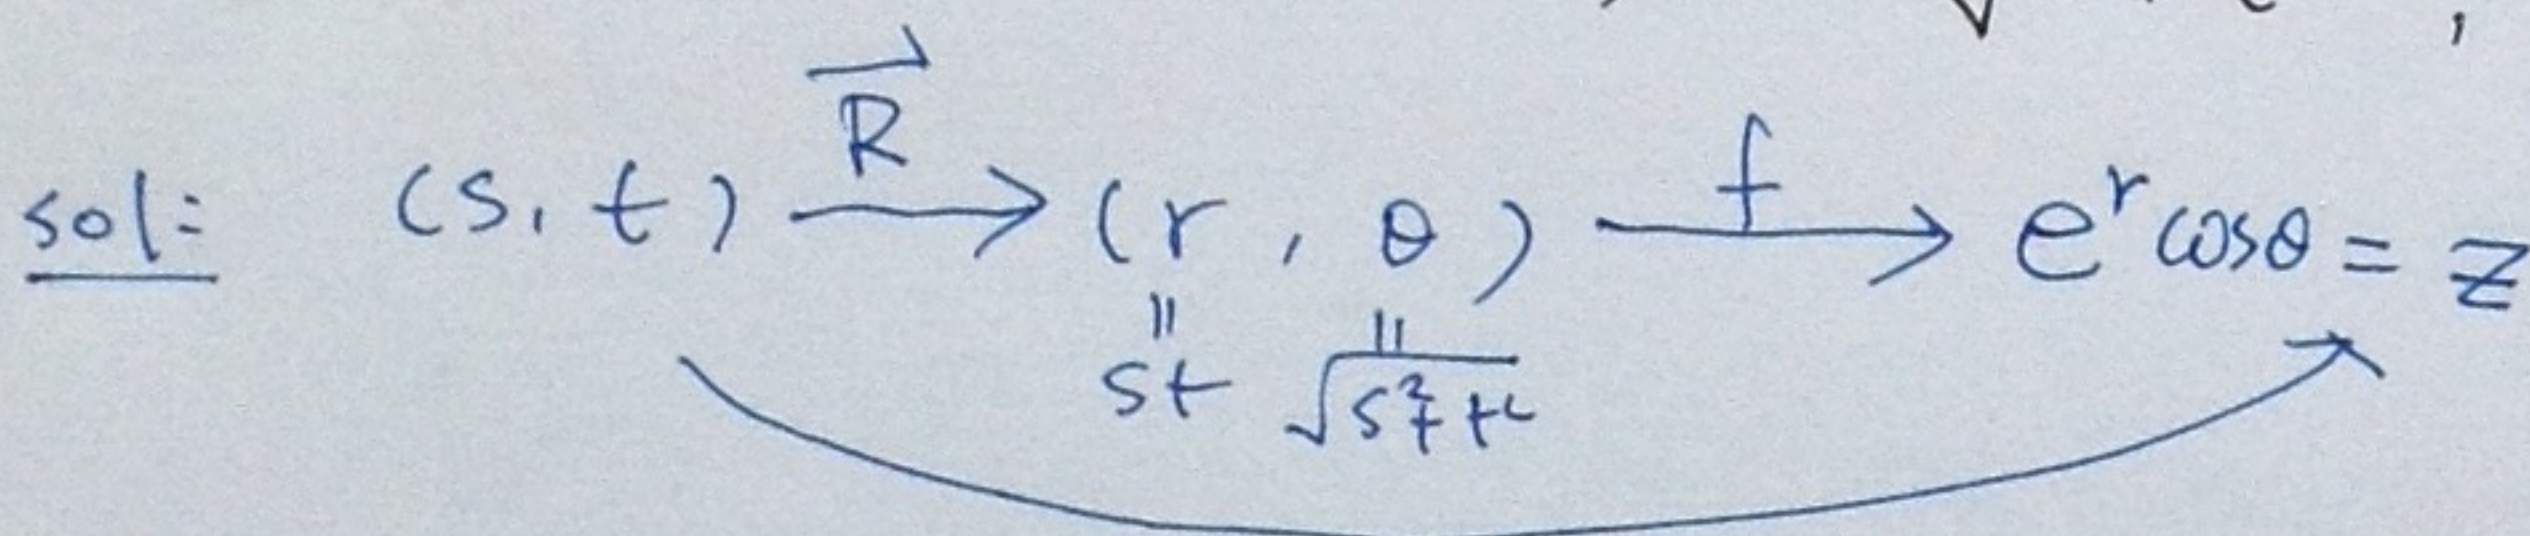 R⃗
sol: (s, t) ⟶ (r, θ) —f→ e^r cosθ = z
|| ||
st √(s²+t²)